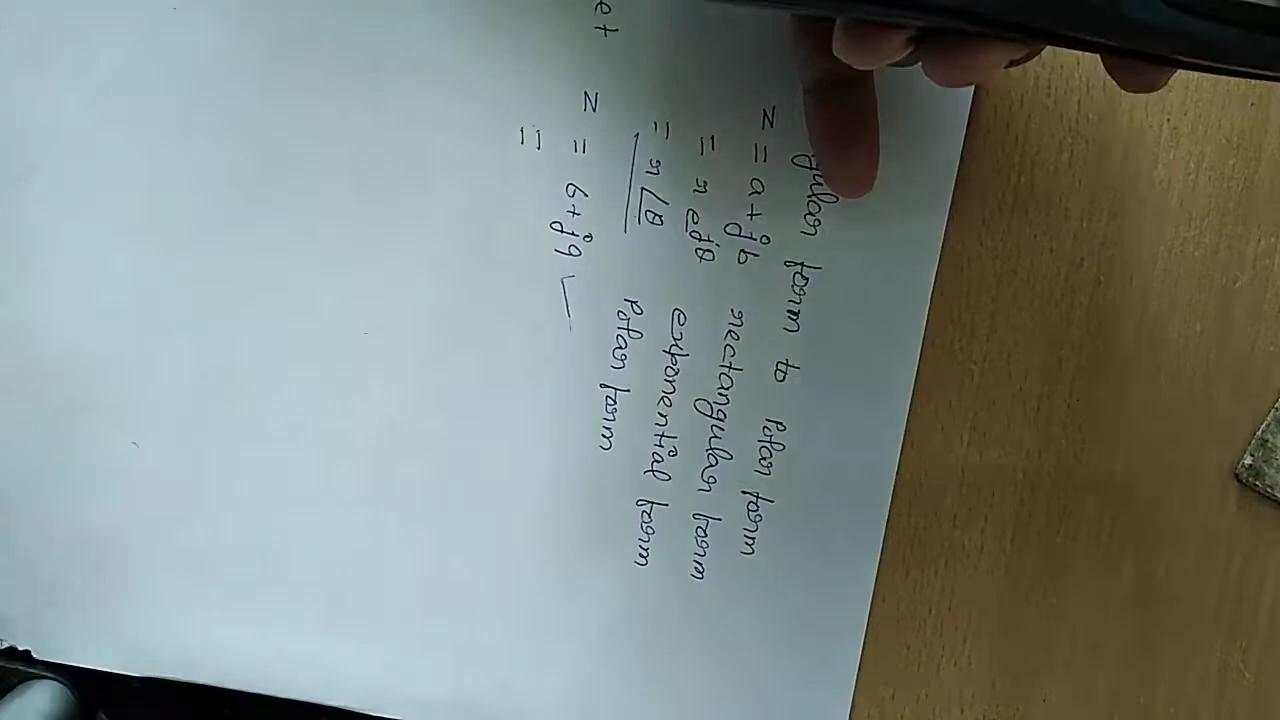 form to Polar form
z = a + jb rectangular form
= r e^jθ exponential form
= r∠θ Polar form
z = 6 + j9
=